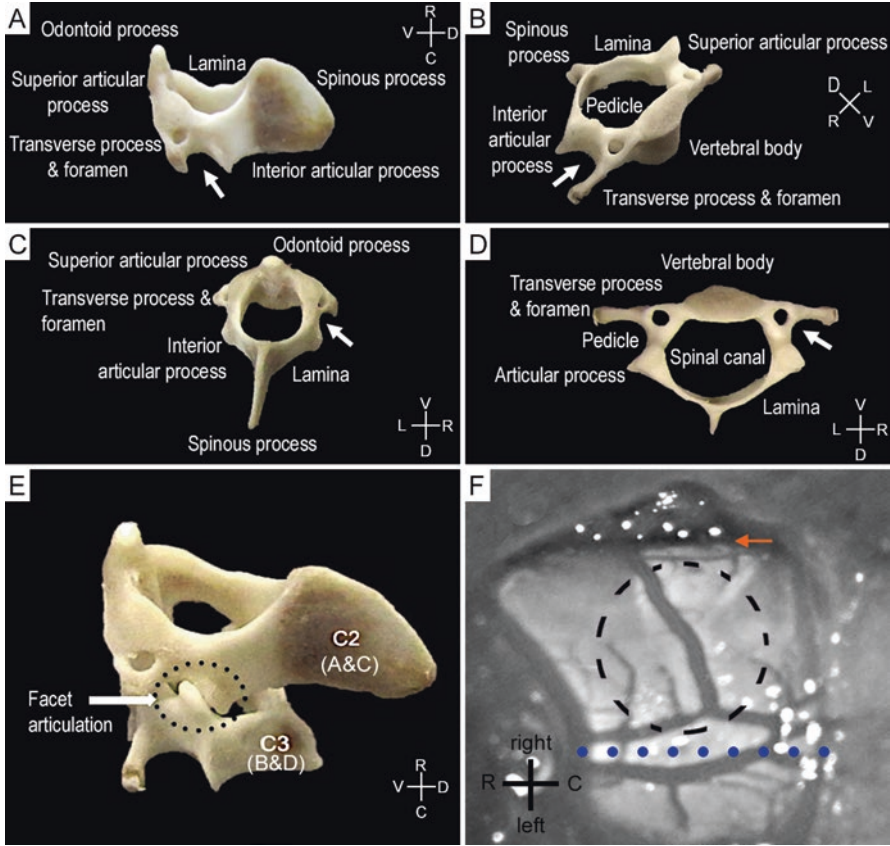 A
Odontoid process
Lamina
Spinous process
Superior articular
process
Transverse process
& foramen
Interior articular process
R
V D
C
B
Spinous
process
Lamina
Superior articular process
Interior
articular
process
Pedicle
Vertebral body
Transverse process & foramen
D L
R V
C
Odontoid process
Superior articular process
Transverse process &
foramen
Interior
articular process
Lamina
Spinous process
V
L R
D
D
Vertebral body
Transverse process
& foramen
Pedicle
Spinal canal
Articular process
Lamina
V
L R
D
E
C2
(A&C)
Facet
articulation
C3
(B&D)
R
V D
C
F
right
R C
left